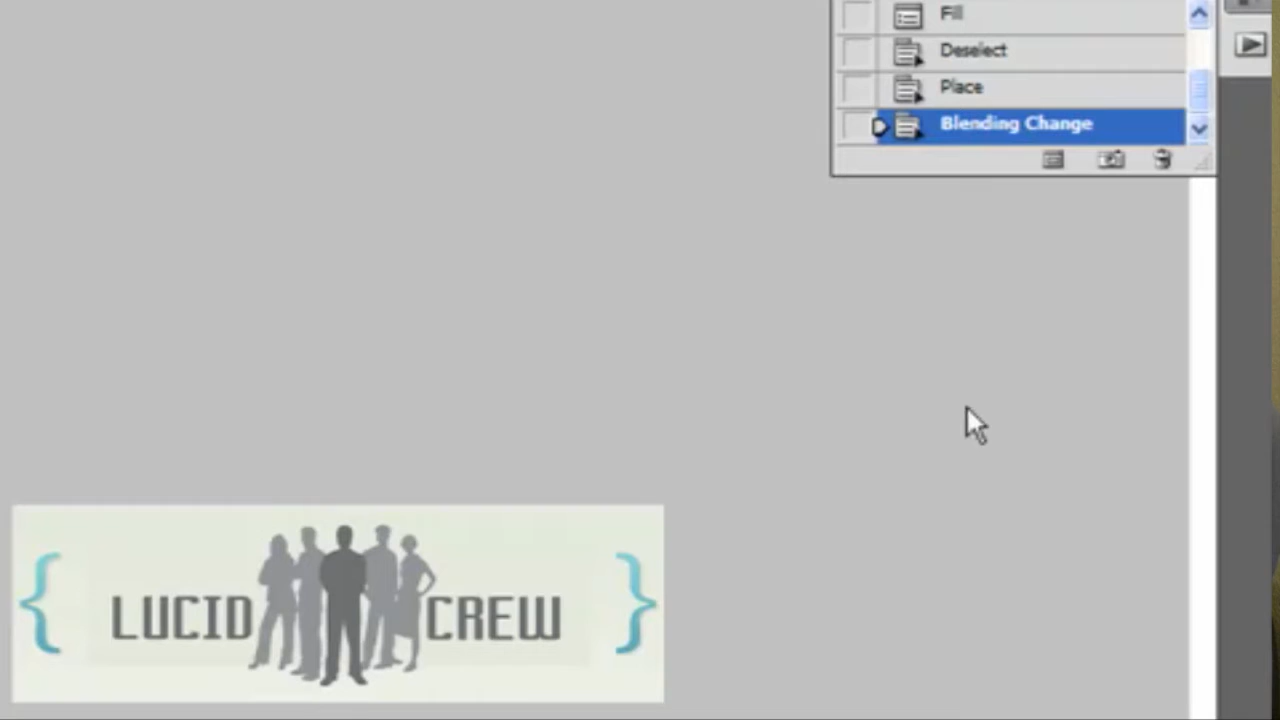 Fill
Deselect
Place
Blending Change
{ LUCID CREW }